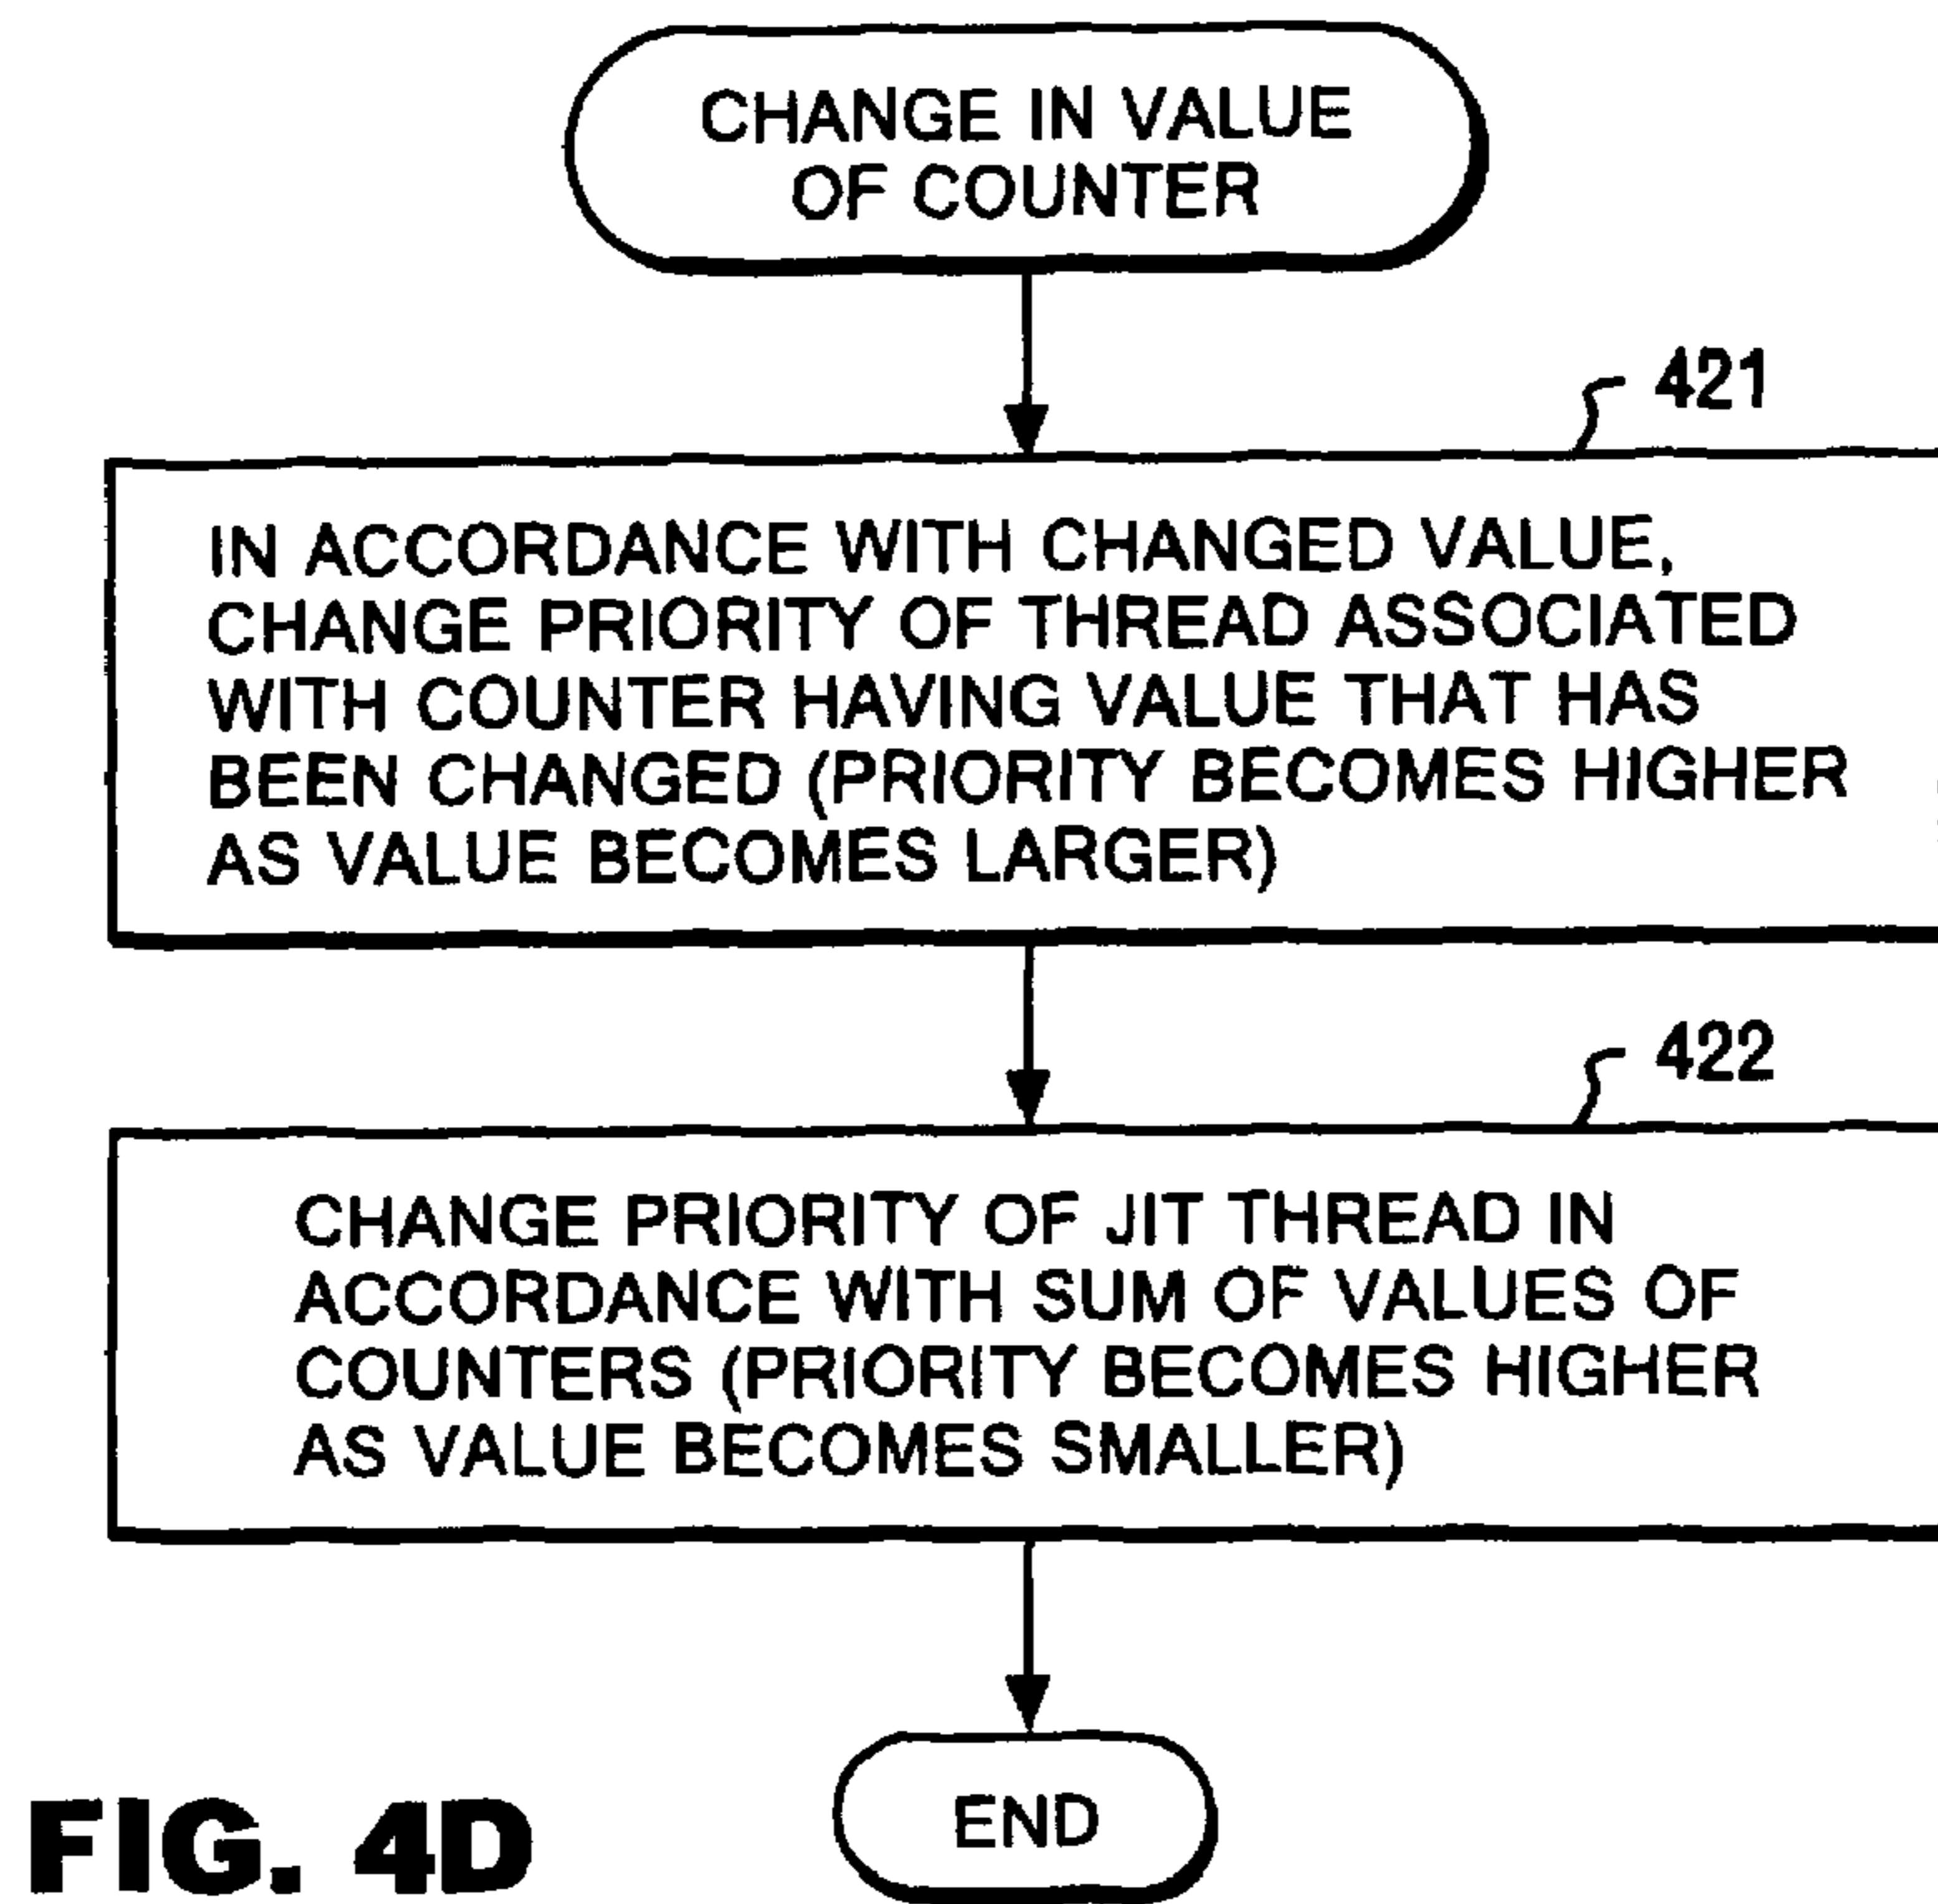 CHANGE IN VALUE
OF COUNTER
421
IN ACCORDANCE WITH CHANGED VALUE,
CHANGE PRIORITY OF THREAD ASSOCIATED
WITH COUNTER HAVING VALUE THAT HAS
BEEN CHANGED (PRIORITY BECOMES HIGHER
AS VALUE BECOMES LARGER)
422
CHANGE PRIORITY OF JIT THREAD IN
ACCORDANCE WITH SUM OF VALUES OF
COUNTERS (PRIORITY BECOMES HIGHER
AS VALUE BECOMES SMALLER)
END
FIG. 4D